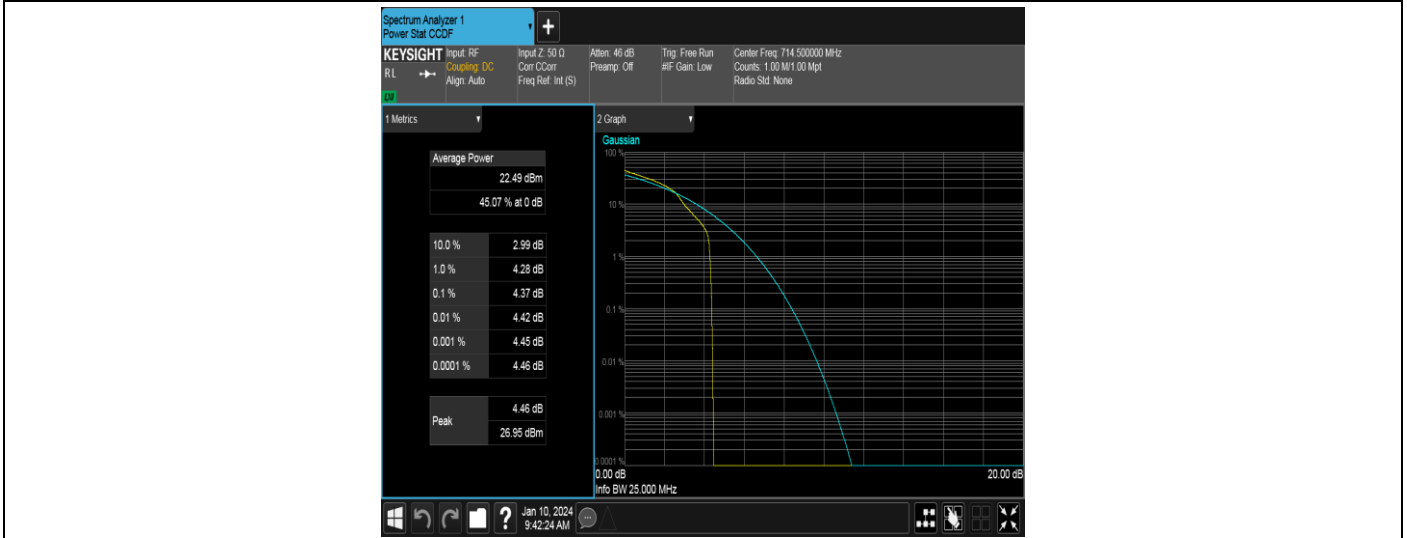 Spectrum Analyzer 1
Power Stat CCDF
KEYSIGHT
RL
LXI
Input: RF
Coupling: DC
Align: Auto
Input Z: 50 Ω
Corr CCorr
Freq Ref: Int (S)
Atten: 46 dB
Preamp: Off
Trig: Free Run
#IF Gain: Low
Center Freq: 714.500000 MHz
Counts: 1.00 M/1.00 Mpt
Radio Std: None
1 Metrics
Average Power
22.49 dBm
45.07 % at 0 dB
10.0 % 2.99 dB
1.0 % 4.28 dB
0.1 % 4.37 dB
0.01 % 4.42 dB
0.001 % 4.45 dB
0.0001 % 4.46 dB
Peak
4.46 dB
26.95 dBm
2 Graph
Gaussian
100 %
10 %
1 %
0.1 %
0.01 %
0.001 %
0.0001 %
0.00 dB 20.00 dB
Info BW 25.000 MHz
?
Jan 10, 2024
9:42:24 AM